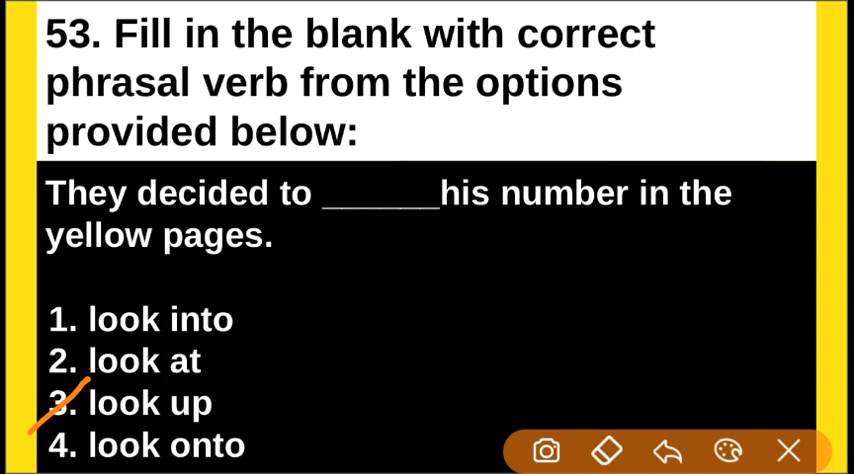 53. Fill in the blank with correct
phrasal verb from the options
provided below:
They decided to ______his number in the
yellow pages.
1. look into
2. look at
3. look up
4. look onto